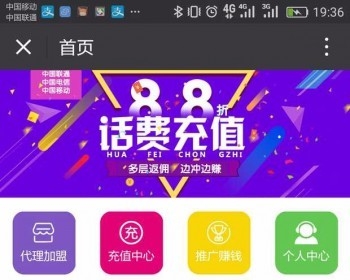 中国移动
中国联通
4G 4G 3G 19:36
首页
中国联通
中国电信
中国移动
8.8折
话费充值
HUA FEI CHON GZHI
多层返佣 边冲边赚
充
代理加盟 充值中心 推广赚钱 个人中心